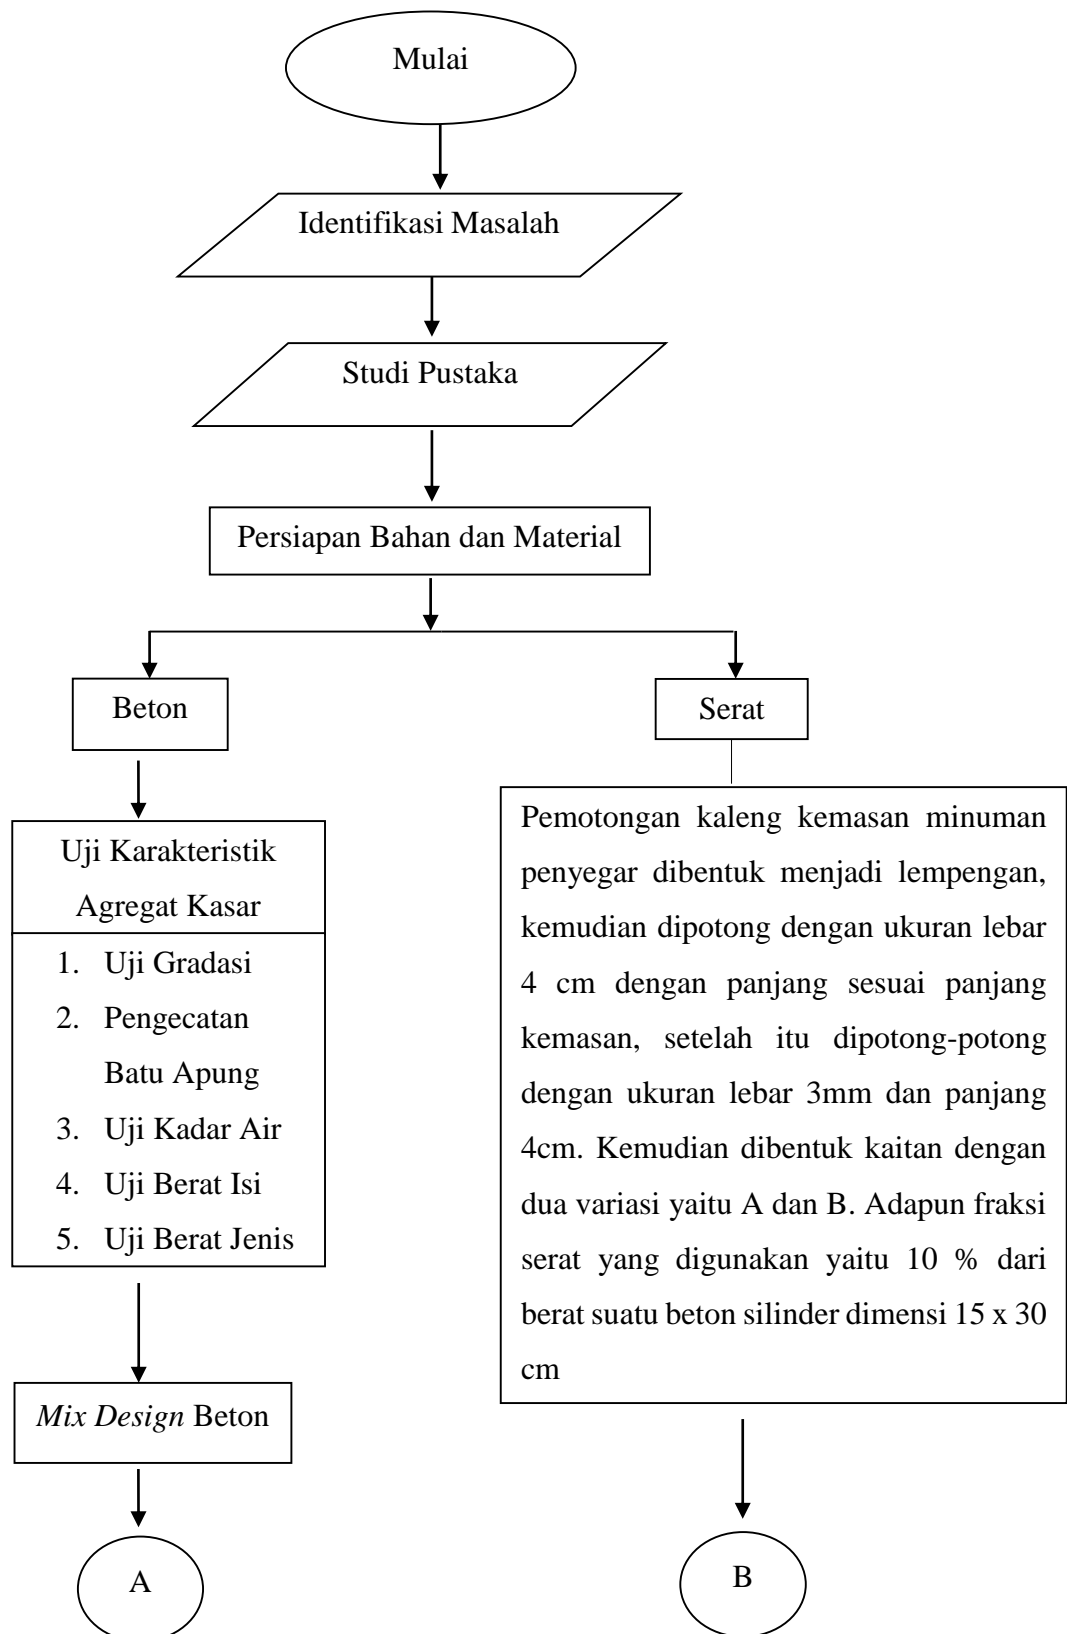 Mulai
Identifikasi Masalah
Studi Pustaka
Persiapan Bahan dan Material
Beton
Serat
Uji Karakteristik
Agregat Kasar
1. Uji Gradasi
2. Pengecatan
Batu Apung
3. Uji Kadar Air
4. Uji Berat Isi
5. Uji Berat Jenis
Mix Design Beton
A
Pemotongan kaleng kemasan minuman
penyegar dibentuk menjadi lempengan,
kemudian dipotong dengan ukuran lebar
4 cm dengan panjang sesuai panjang
kemasan, setelah itu dipotong-potong
dengan ukuran lebar 3mm dan panjang
4cm. Kemudian dibentuk kaitan dengan
dua variasi yaitu A dan B. Adapun fraksi
serat yang digunakan yaitu 10 % dari
berat suatu beton silinder dimensi 15 x 30
cm
B